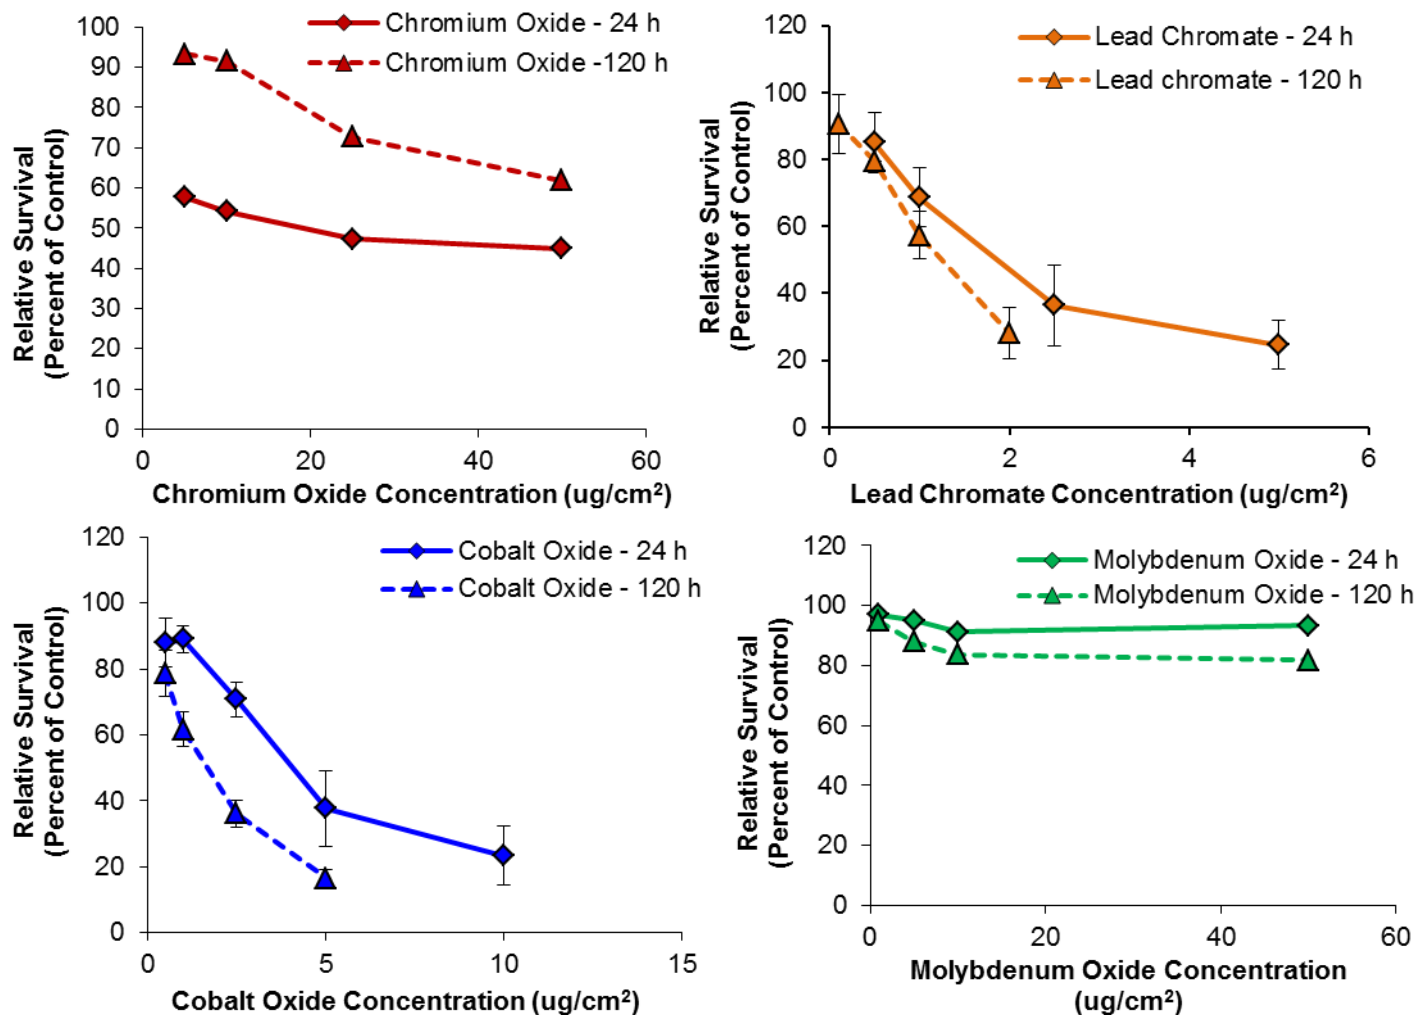 Chromium Oxide - 24 h
Chromium Oxide -120 h
100
90
80
70
60
50
40
30
20
10
0
Relative Survival
(Percent of Control)
0
20
40
60
Chromium Oxide Concentration (ug/cm²)
Lead Chromate - 24 h
Lead chromate - 120 h
120
100
80
60
40
20
0
Relative Survival
(Percent of Control)
0
2
4
6
Lead Chromate Concentration (ug/cm²)
Cobalt Oxide - 24 h
Cobalt Oxide - 120 h
120
100
80
60
40
20
0
Relative Survival
(Percent of Control)
0
5
10
15
Cobalt Oxide Concentration (ug/cm²)
Molybdenum Oxide - 24 h
Molybdenum Oxide - 120 h
120
100
80
60
40
20
0
Relative Survival
(Percent of Control)
0
20
40
60
Molybdenum Oxide Concentration
(ug/cm²)